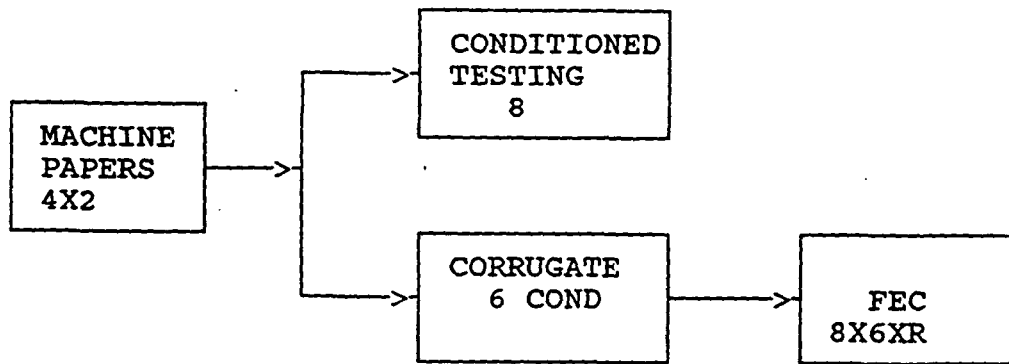 MACHINE
PAPERS
4X2
CONDITIONED
TESTING
8
CORRUGATE
6 COND
FEC
8X6XR